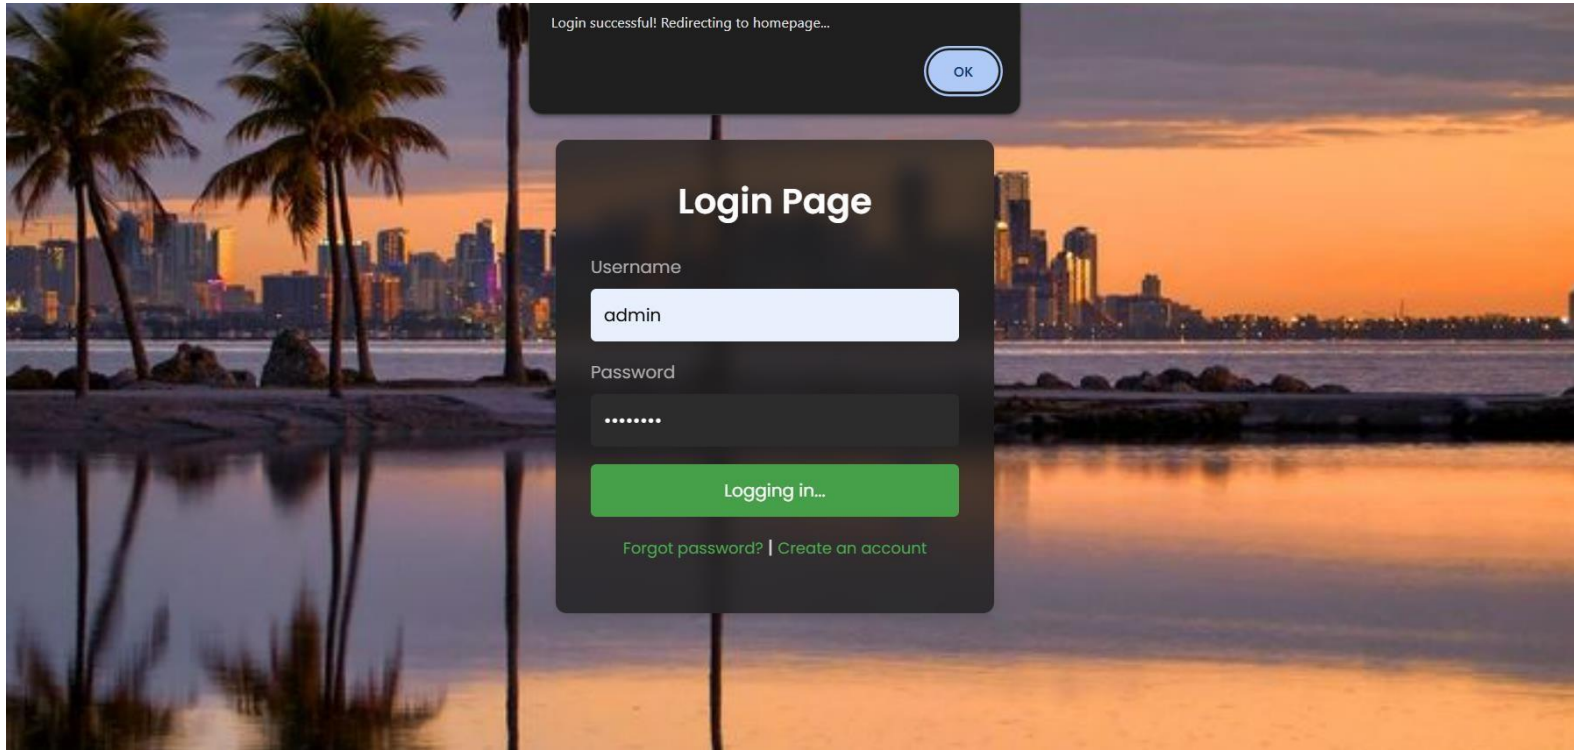 Login successful! Redirecting to homepage...
OK
Login Page
Username
admin
Password
••••••••
Logging in...
Forgot password? | Create an account